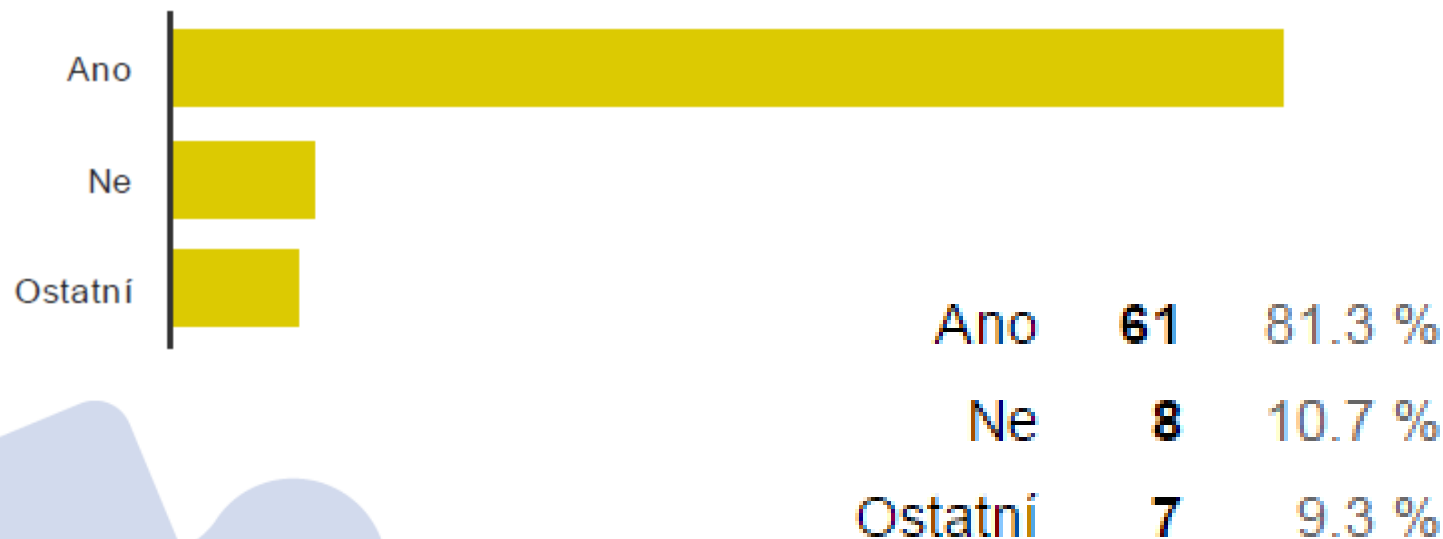 Ano
Ne
Ostatní
Ano 61 81.3 %
Ne 8 10.7 %
Ostatní 7 9.3 %